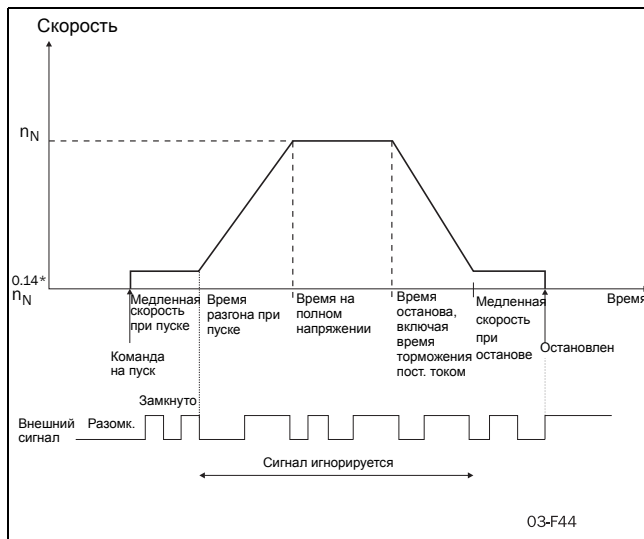 Скорость
nN
0.14*
nN
Медленная
скорость
при пуске
Время
разгона при
пуске
Время на
полном
напряжении
Время
останова,
включая
время
торможения
пост. током
Медленная
скорость
при
останове
Время
Команда
на пуск
Остановлен
Замкнуто
Внешний
сигнал
Разомк.
Сигнал игнорируется
03-F44